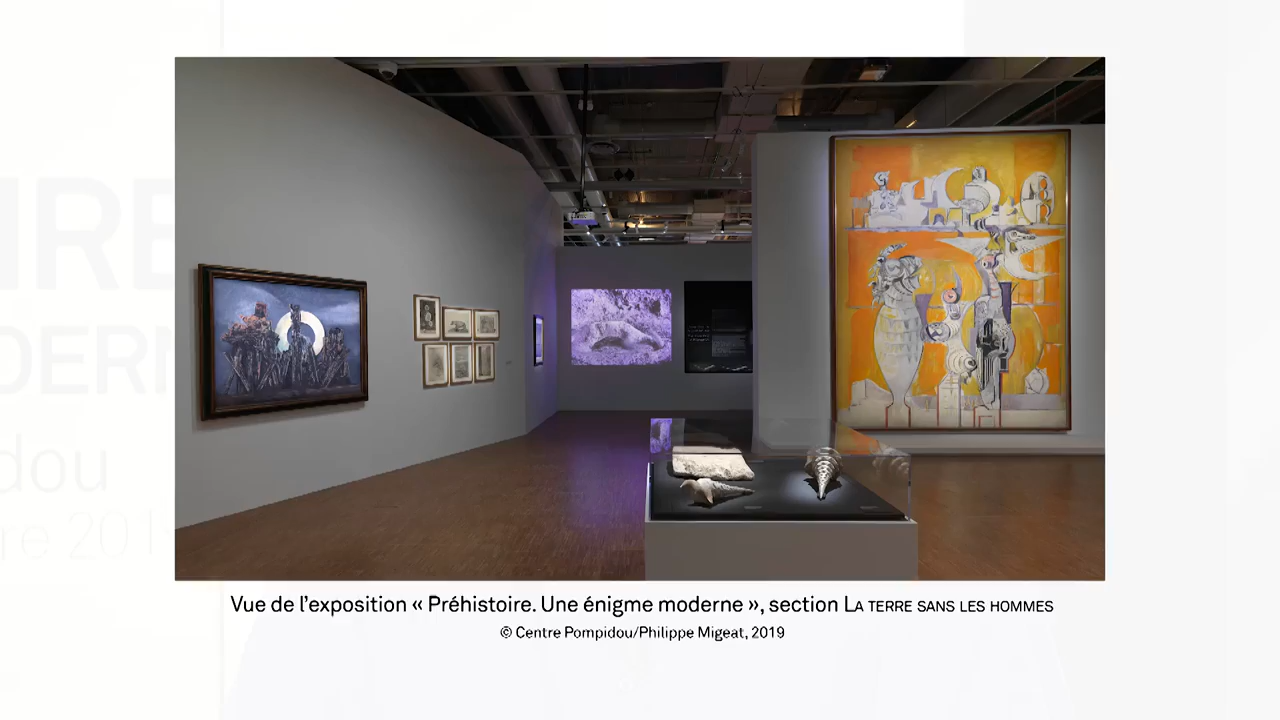 Vue de l'exposition « Préhistoire. Une énigme moderne », section LA TERRE SANS LES HOMMES
© Centre Pompidou/Philippe Migeat, 2019